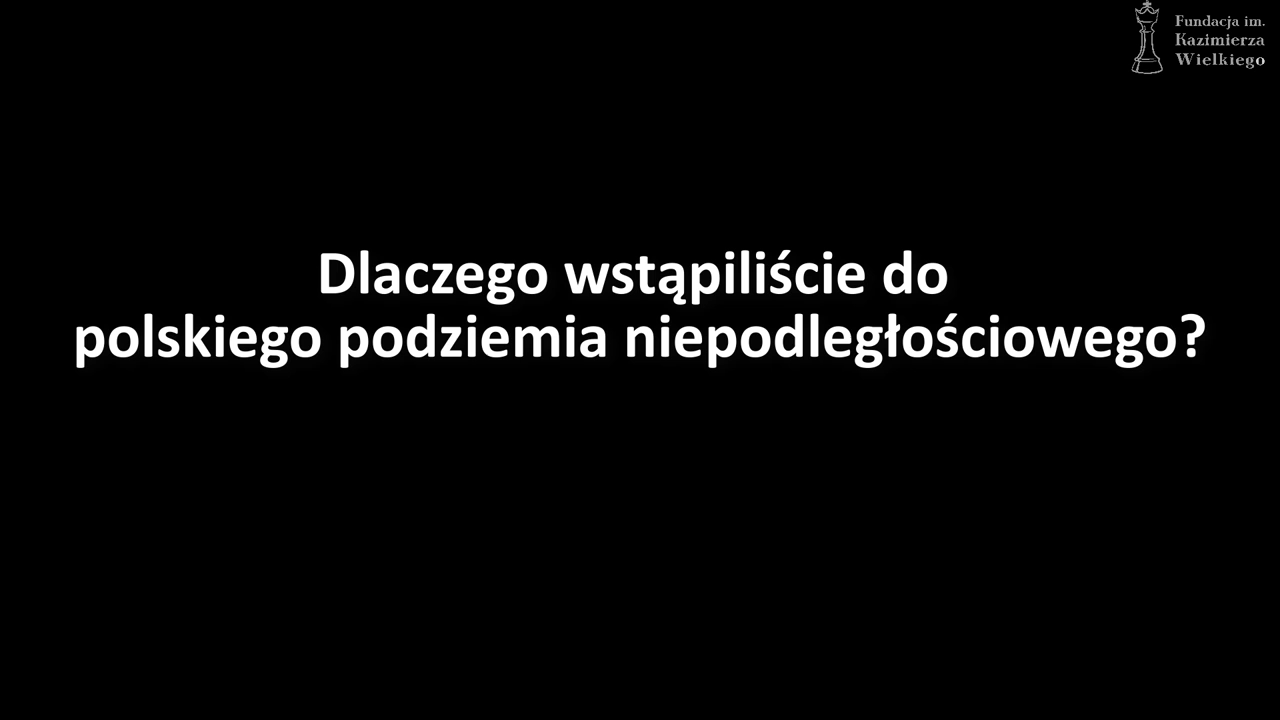 Fundacja im.
Kazimierza
Wielkiego
Dlaczego wstąpiliście do
polskiego podziemia niepodległościowego?